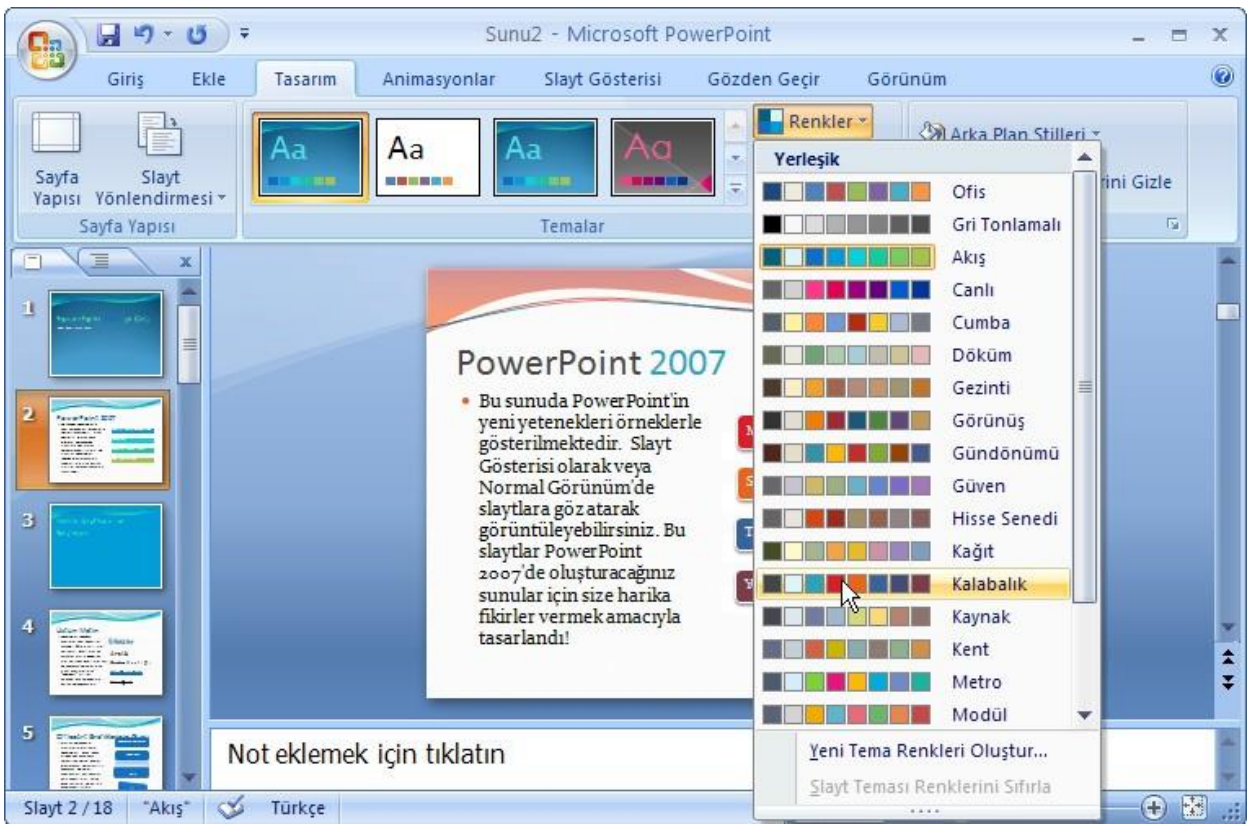 Sunu2 - Microsoft PowerPoint
Giriş Ekle Tasarım Animasyonlar Slayt Gösterisi Gözden Geçir Görünüm
Sayfa Yapısı
Slayt Yönlendirmesi
Aa Aa Aa Aa
Renkler
Arka Plan Stilleri
rini Gizle
Sayfa Yapısı
Temalar
Yerleşik
Ofis
Gri Tonlamalı
Akış
Canlı
Cumba
Döküm
Gezinti
Görünüş
Gündönümü
Güven
Hisse Senedi
Kağıt
Kalabalık
Kaynak
Kent
Metro
Modül
Yeni Tema Renkleri Oluştur...
Slayt Teması Renklerini Sıfırla
1
2
3
4
5
PowerPoint 2007
• Bu sunuda PowerPoint'in
yeni yetenekleri örneklerle
gösterilmektedir. Slayt
Gösterisi olarak veya
Normal Görünüm'de
slaytlara göz atarak
görüntüleyebilirsiniz. Bu
slaytlar PowerPoint
2007'de oluşturacağınız
sunular için size harika
fikirler vermek amacıyla
tasarlandı!
Not eklemek için tıklatın
Slayt 2 / 18 "Akış" Türkçe